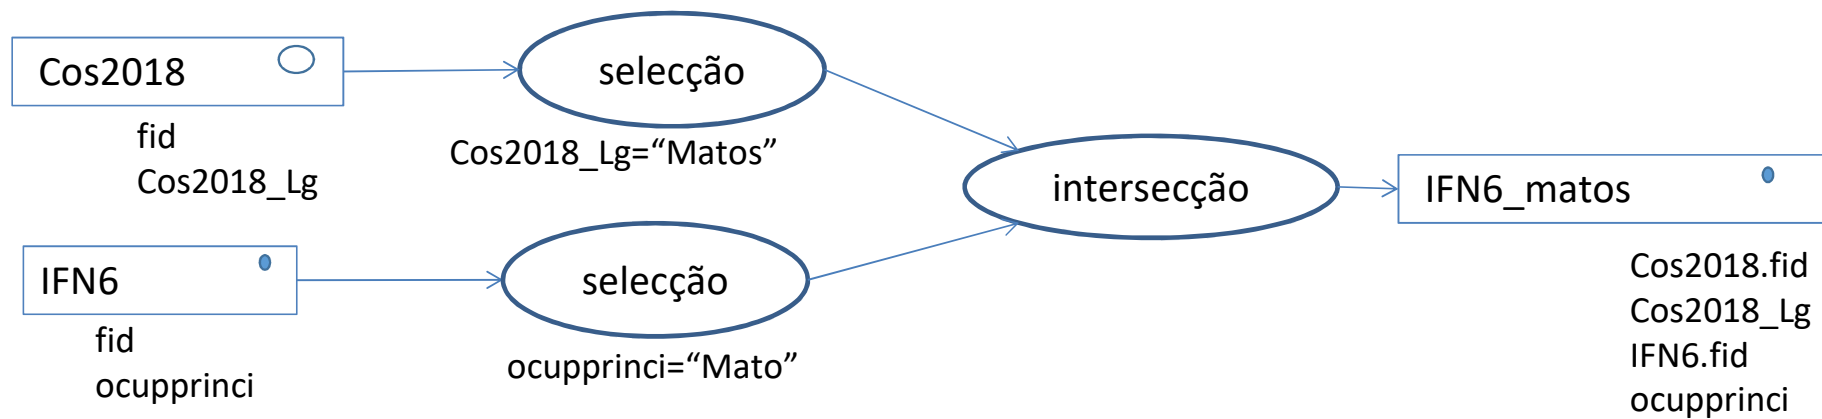 Cos2018
fid
Cos2018_Lg
selecção
Cos2018_Lg=“Matos”
IFN6
fid
ocupprinci
selecção
ocupprinci=“Mato”
intersecção
IFN6_matos
Cos2018.fid
Cos2018_Lg
IFN6.fid
ocupprinci